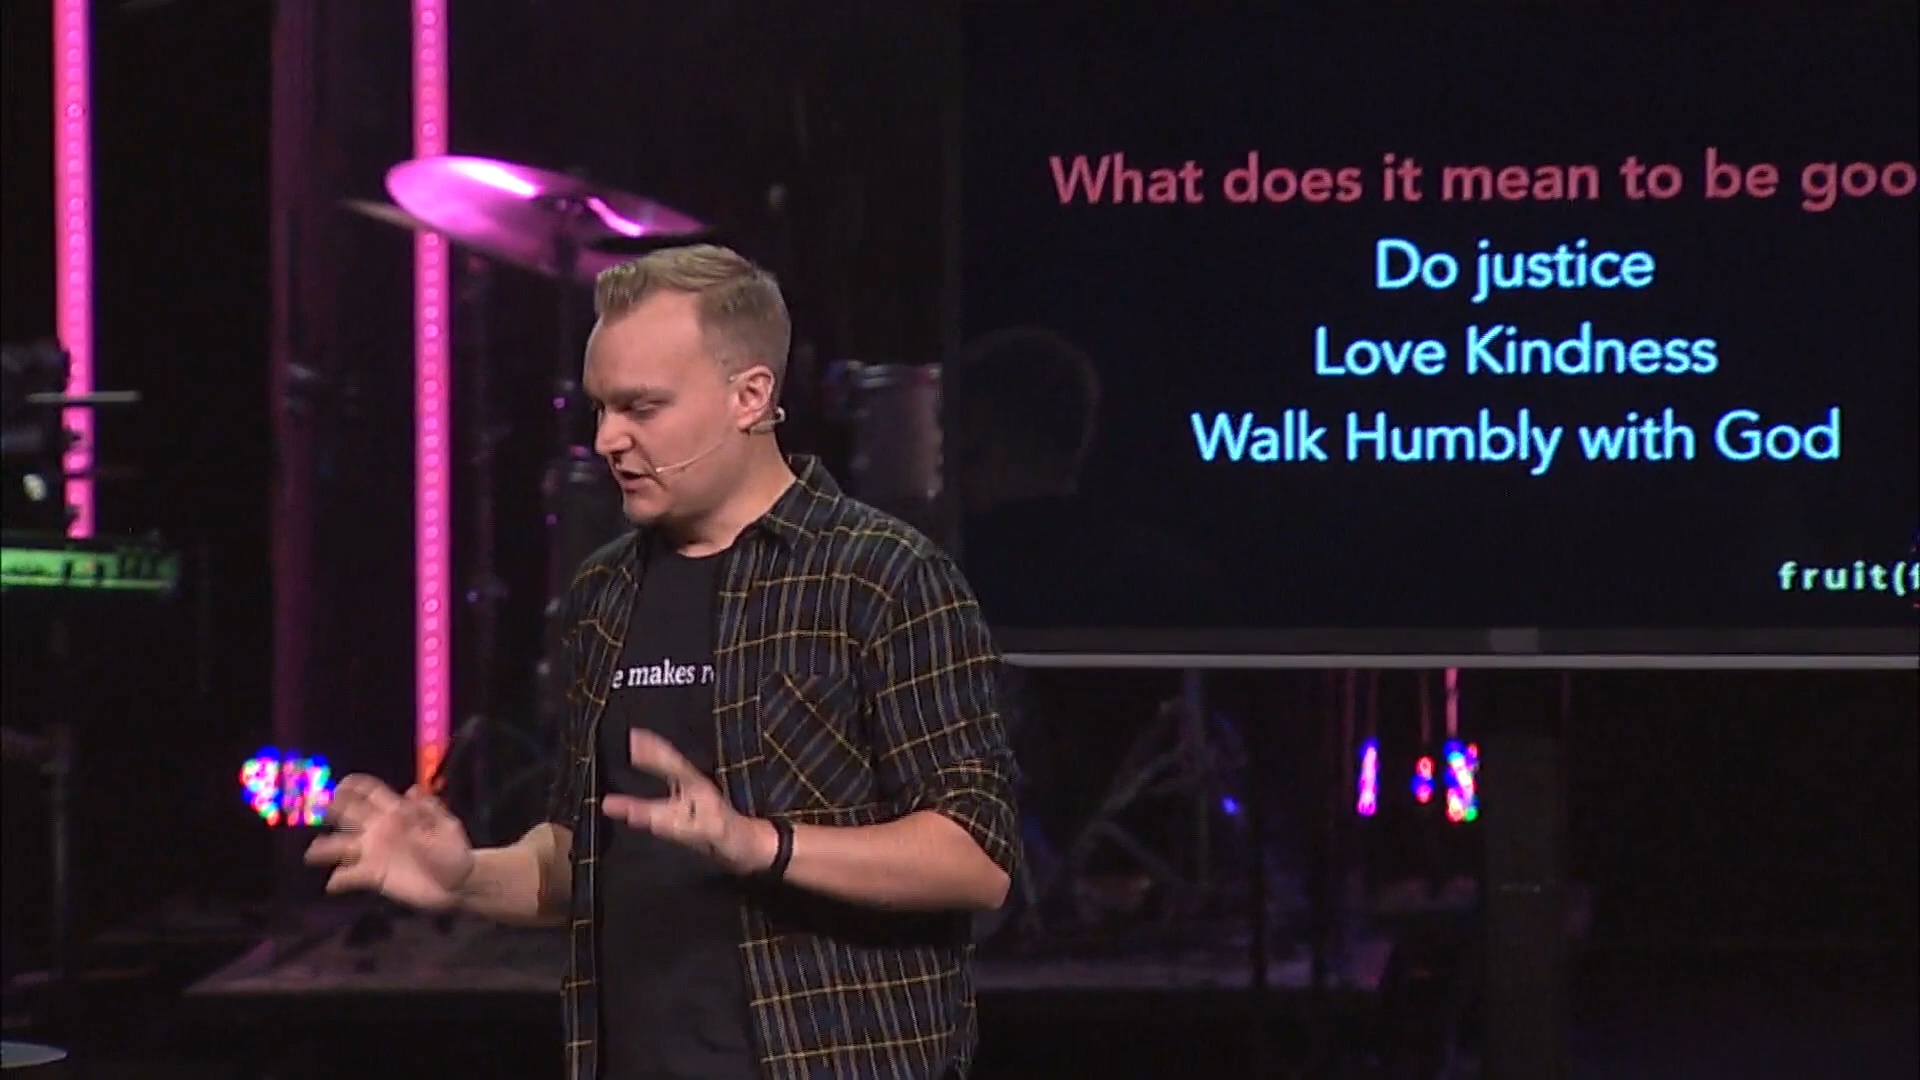 What does it mean to be goo
Do justice
Love Kindness
Walk Humbly with God
fruit(f
e makes r